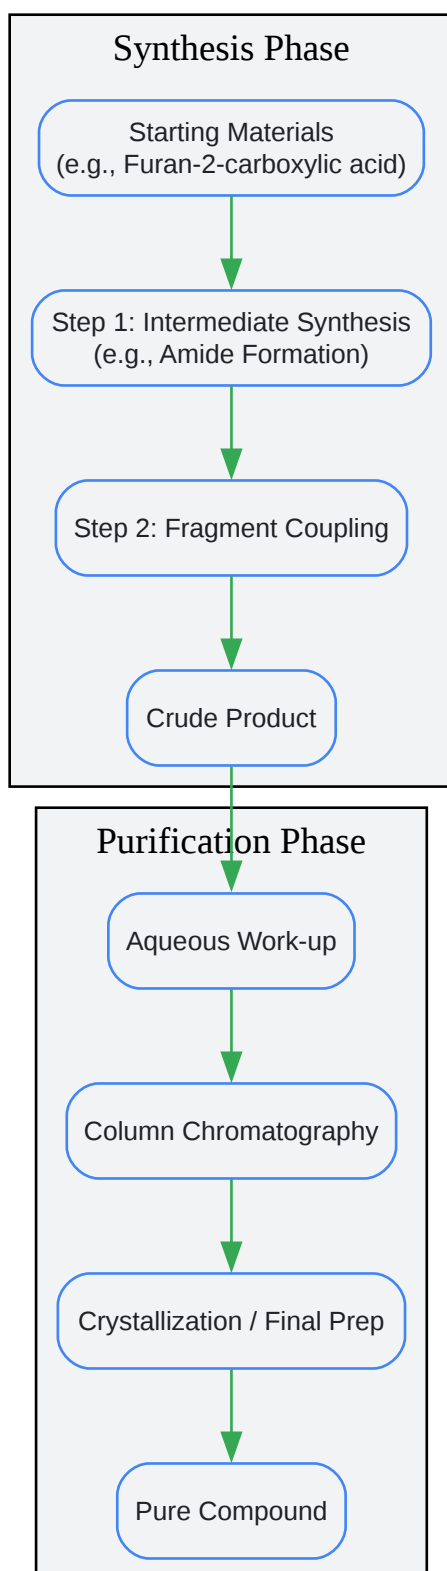 Synthesis Phase
Starting Materials
(e.g., Furan-2-carboxylic acid)
Step 1: Intermediate Synthesis
(e.g., Amide Formation)
Step 2: Fragment Coupling
Crude Product
Purification Phase
Aqueous Work-up
Column Chromatography
Crystallization / Final Prep
Pure Compound